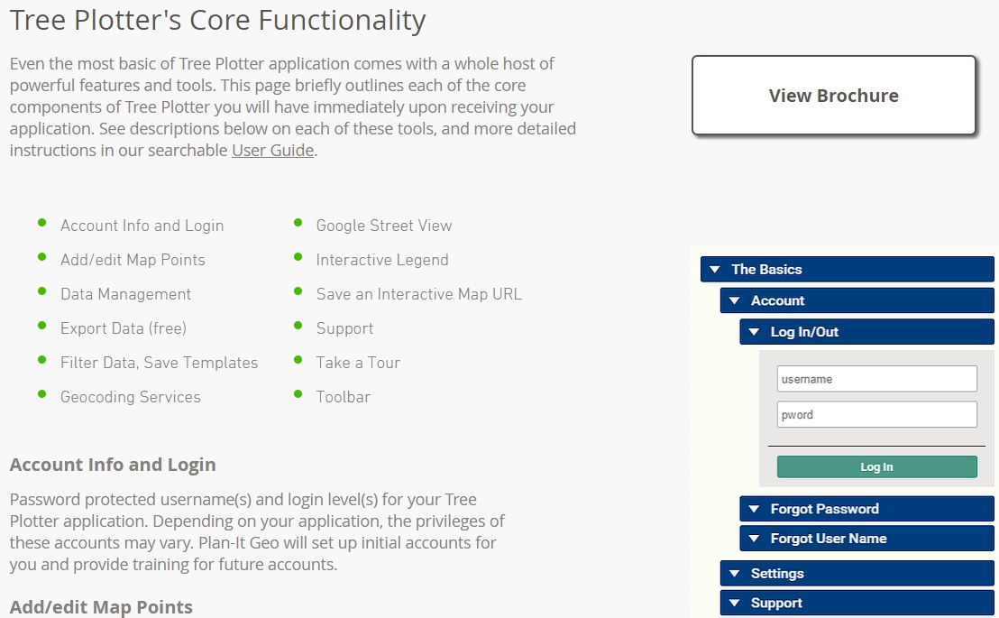 Tree Plotter's Core Functionality
Even the most basic of Tree Plotter application comes with a whole host of
powerful features and tools. This page briefly outlines each of the core
components of Tree Plotter you will have immediately upon receiving your
application. See descriptions below on each of these tools, and more detailed
instructions in our searchable User Guide.
View Brochure
Account Info and Login
Add/edit Map Points
Data Management
Export Data (free)
Filter Data, Save Templates
Geocoding Services
Google Street View
Interactive Legend
Save an Interactive Map URL
Support
Take a Tour
Toolbar
Account Info and Login
Password protected username(s) and login level(s) for your Tree
Plotter application. Depending on your application, the privileges of
these accounts may vary. Plan-It Geo will set up initial accounts for
you and provide training for future accounts.
Add/edit Map Points
The Basics
Account
Log In/Out
username
pword
Log In
Forgot Password
Forgot User Name
Settings
Support